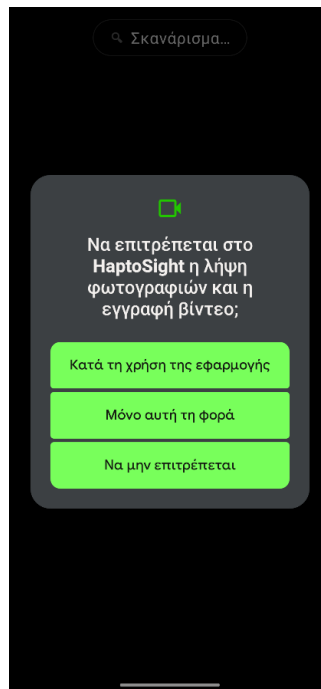 Σκανάρισμα...
Να επιτρέπεται στο
HaptoSight η λήψη
φωτογραφιών και η
εγγραφή βίντεο;
Κατά τη χρήση της εφαρμογής
Μόνο αυτή τη φορά
Να μην επιτρέπεται